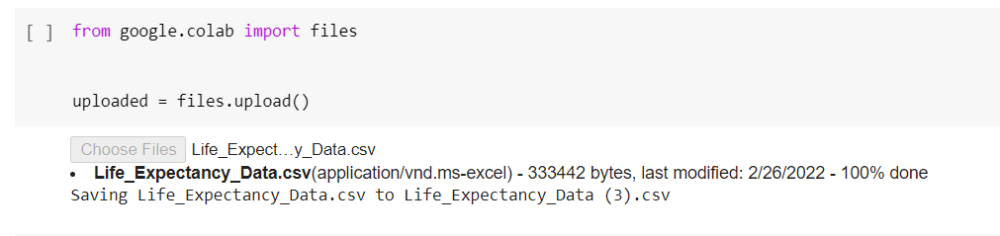 [ ] from google.colab import files
uploaded = files.upload()
Choose Files Life_Expect…y_Data.csv
• Life_Expectancy_Data.csv(application/vnd.ms-excel) - 333442 bytes, last modified: 2/26/2022 - 100% done
Saving Life_Expectancy_Data.csv to Life_Expectancy_Data (3).csv